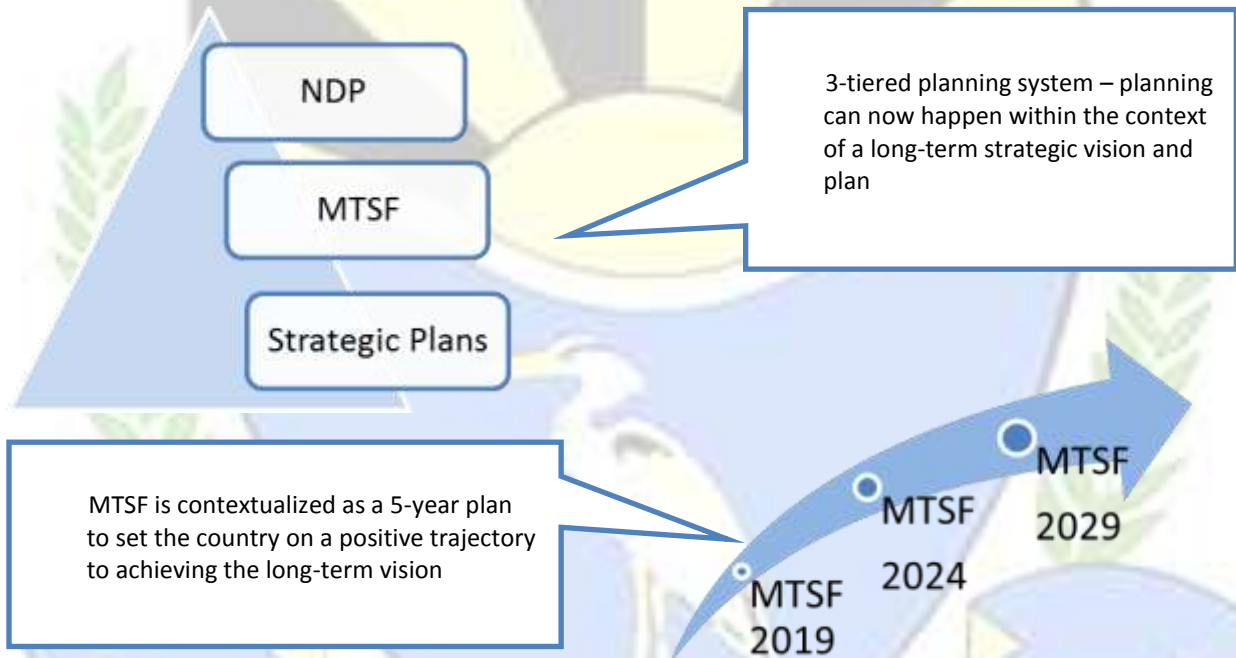 NDP
MTSF
Strategic Plans
3-tiered planning system – planning
can now happen within the context
of a long-term strategic vision and
plan
MTSF is contextualized as a 5-year plan
to set the country on a positive trajectory
to achieving the long-term vision
MTSF
2019
MTSF
2024
MTSF
2029